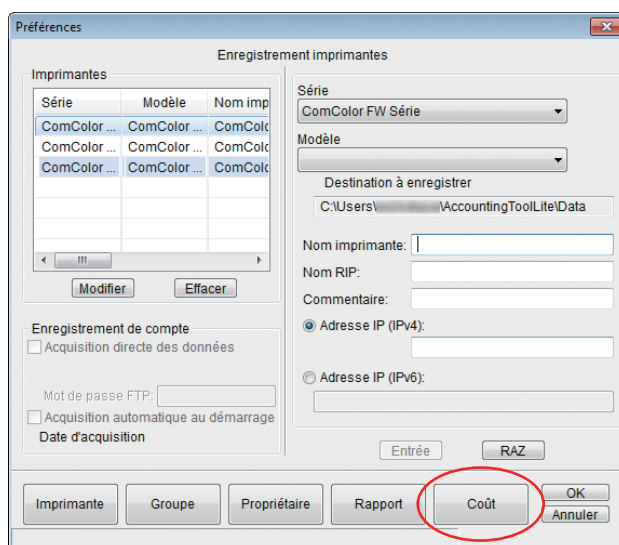 Préférences
Enregistrement imprimantes
Imprimantes
Série Modèle Nom imp
ComColor ... ComColor ... ComColo
ComColor ... ComColor ... ComColo
ComColor ... ComColor ... ComColo
Modifier Effacer
Enregistrement de compte
Acquisition directe des données
Mot de passe FTP:
Acquisition automatique au démarrage
Date d'acquisition
Série
ComColor FW Série
Modèle
Destination à enregistrer
C:\Users\ \AccountingToolLite\Data
Nom imprimante:
Nom RIP:
Commentaire:
Adresse IP (IPv4):
Adresse IP (IPv6):
Entrée RAZ
Imprimante Groupe Propriétaire Rapport Coût OK
Annuler